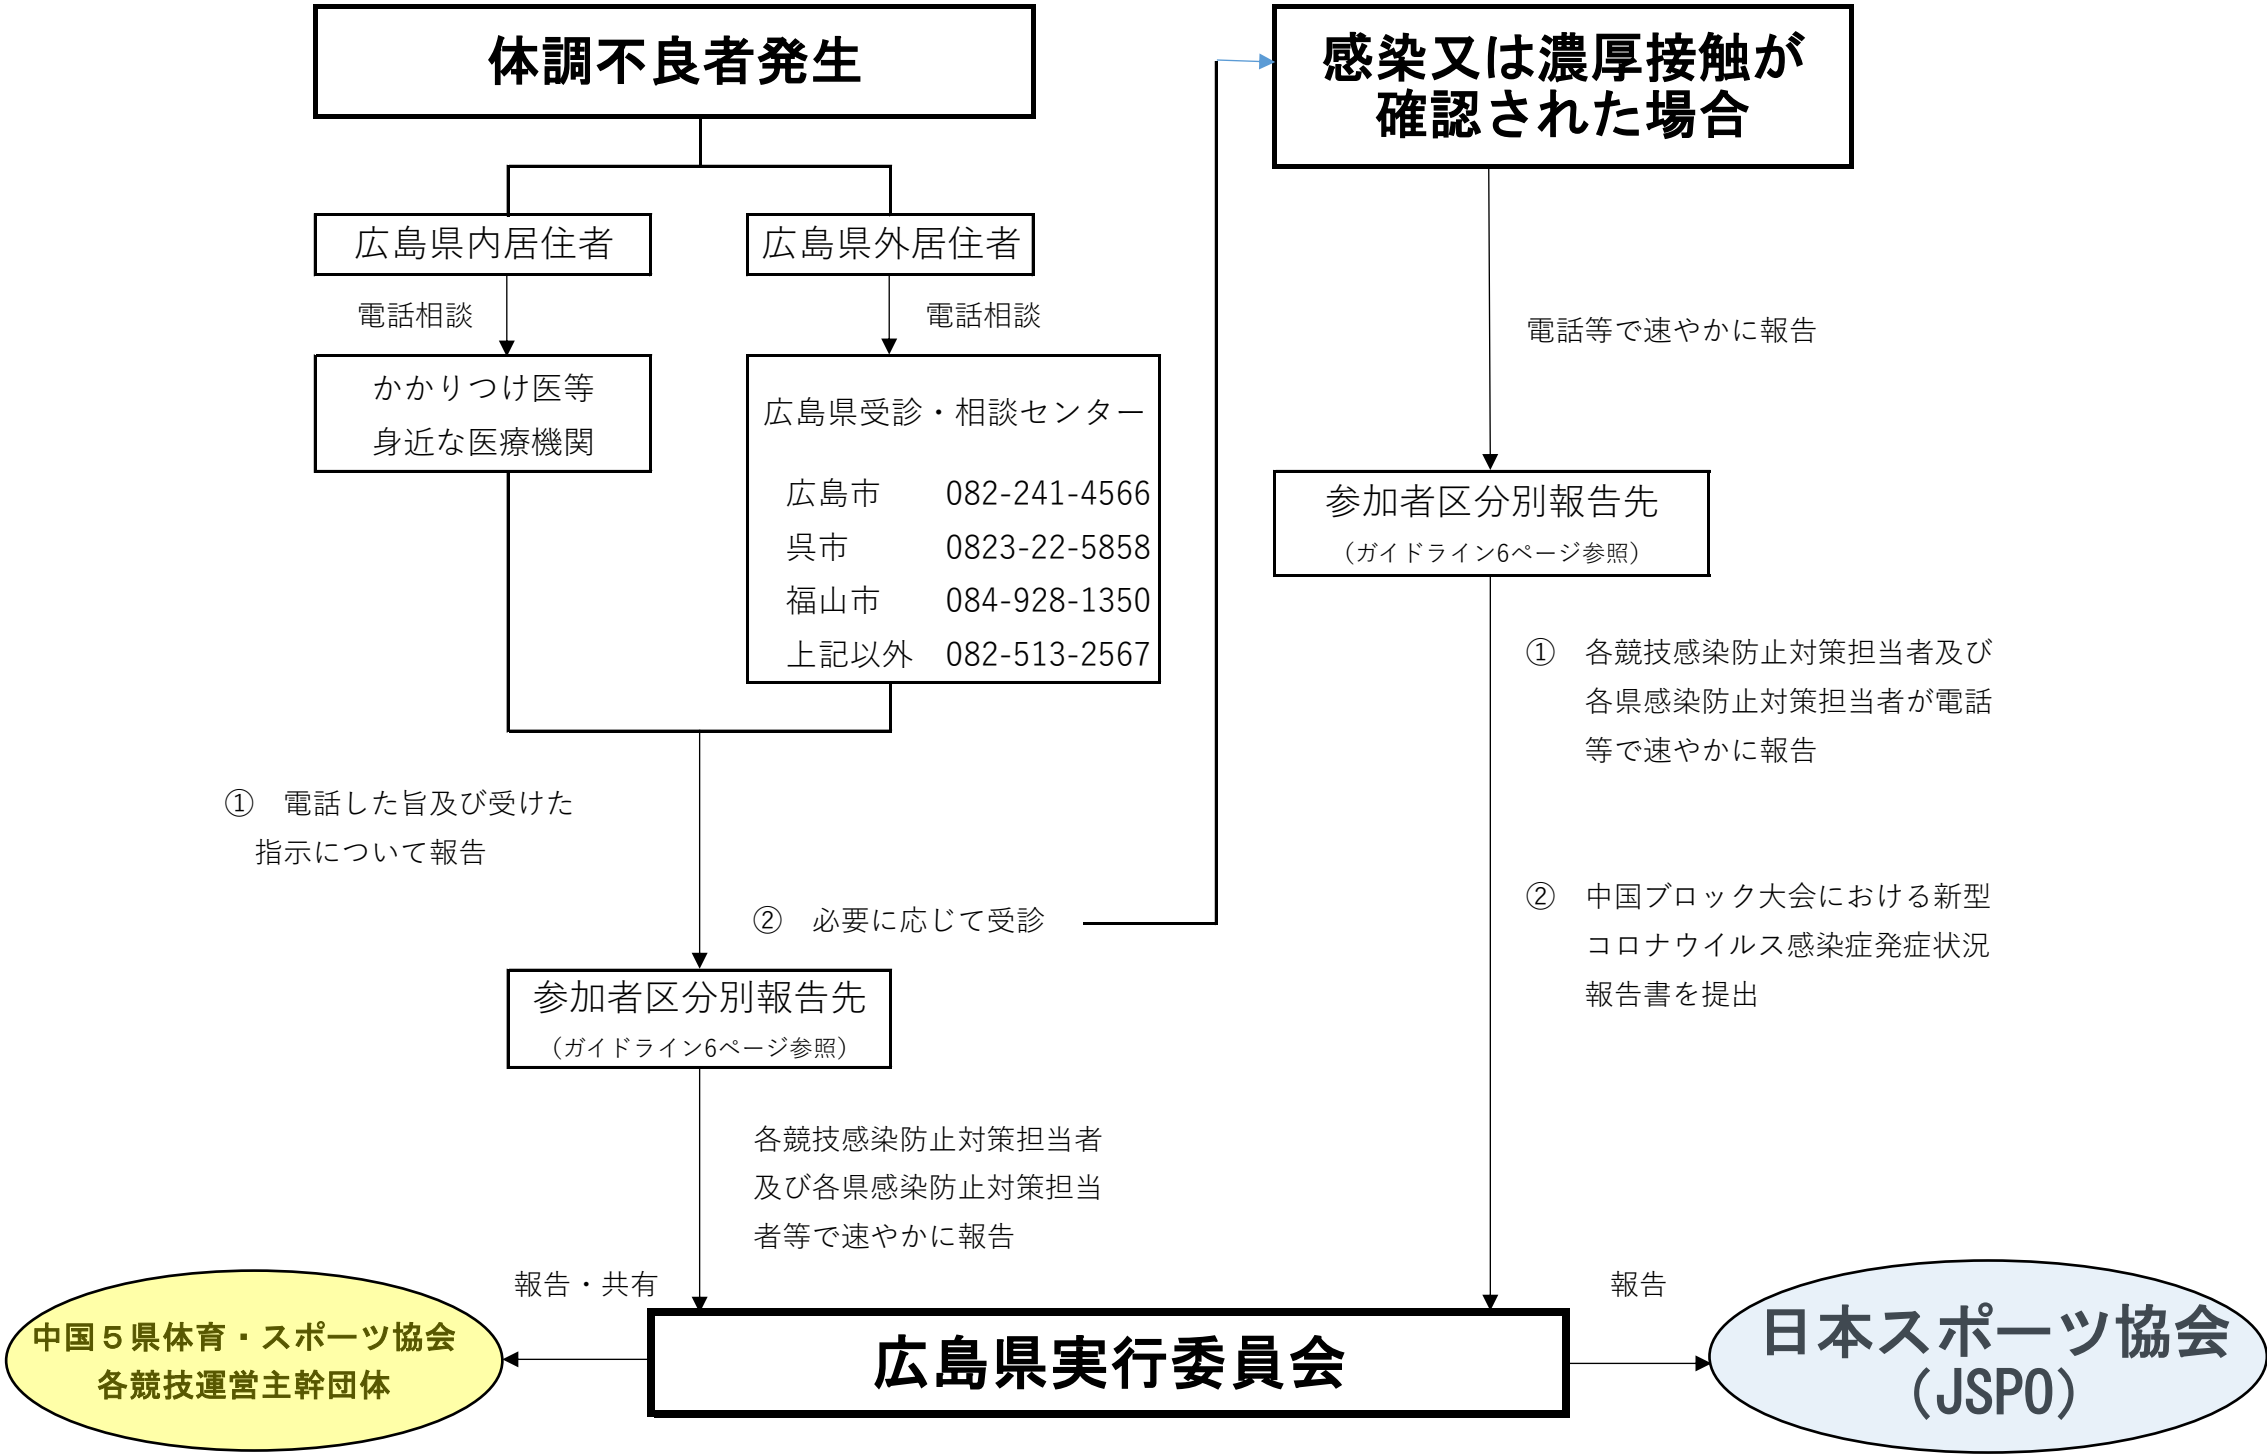 体調不良者発生
広島県内居住者
広島県外居住者
電話相談
電話相談
かかりつけ医等
身近な医療機関
広島県受診・相談センター
広島市　　082-241-4566
呉市　　　0823-22-5858
福山市　　084-928-1350
上記以外　082-513-2567
①　電話した旨及び受けた
指示について報告
②　必要に応じて受診
参加者区分別報告先
（ガイドライン6ページ参照）
各競技感染防止対策担当者
及び各県感染防止対策担当
者等で速やかに報告
感染又は濃厚接触が
確認された場合
電話等で速やかに報告
参加者区分別報告先
（ガイドライン6ページ参照）
①　各競技感染防止対策担当者及び
各県感染防止対策担当者が電話
等で速やかに報告
②　中国ブロック大会における新型
コロナウイルス感染症発症状況
報告書を提出
報告・共有
中国５県体育・スポーツ協会
各競技運営主幹団体
広島県実行委員会
報告
日本スポーツ協会
（JSPO）